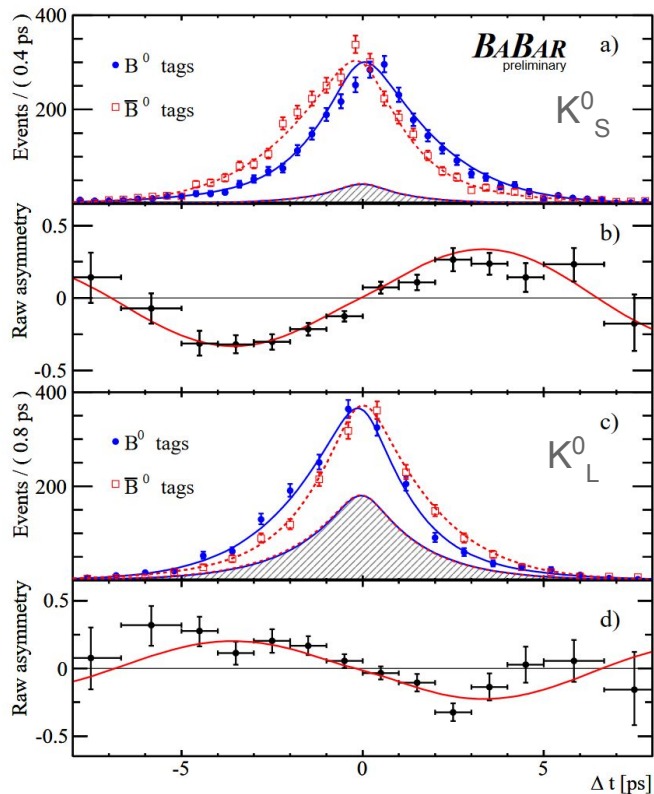 Events / ( 0.4 ps )
400
300
200
100
BABAR
preliminary
a)
B⁰ tags
B̅⁰ tags
K⁰S
Raw asymmetry
0.5
0
-0.5
b)
Events / ( 0.8 ps )
400
200
c)
B⁰ tags
B̅⁰ tags
K⁰L
Raw asymmetry
0.5
0
-0.5
d)
-5
0
5
Δ t [ps]